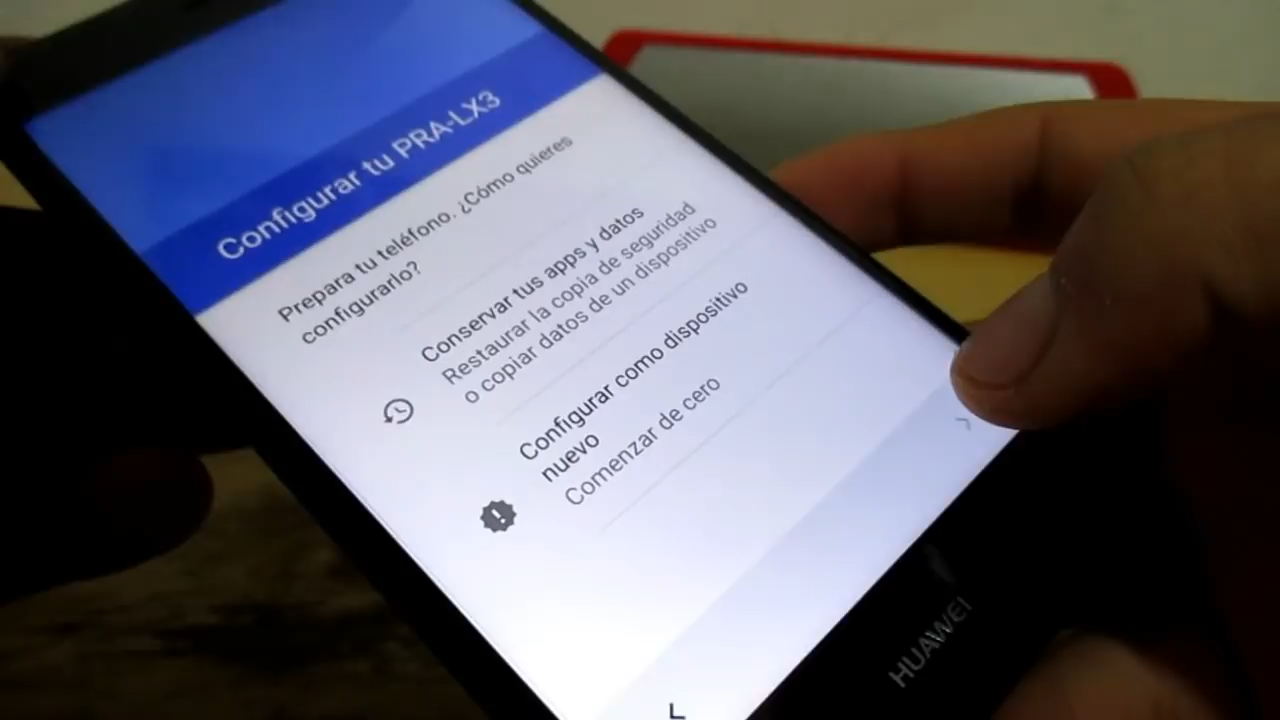 Configurar tu PRA-LX3
Prepara tu teléfono. ¿Cómo quieres
configurarlo?
Conservar tus apps y datos
Restaurar la copia de seguridad
o copiar datos de un dispositivo
Configurar como dispositivo
nuevo
Comenzar de cero
HUAWEI